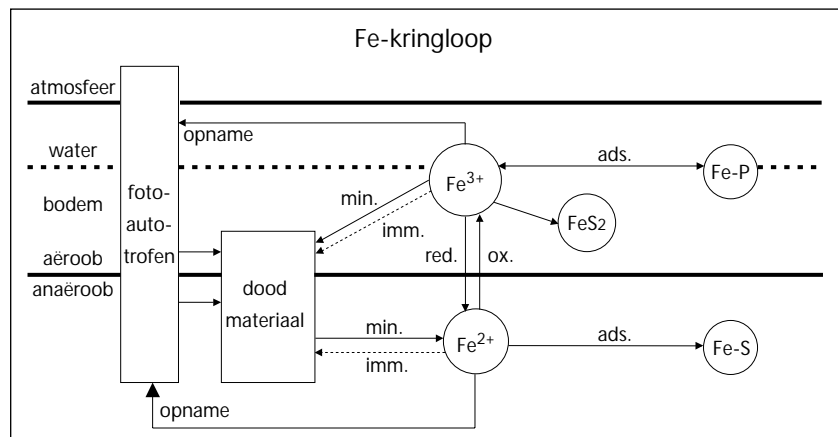 Fe-kringloop
atmosfeer
opname
water
ads.
Fe³⁺
Fe-P
bodem
foto-
auto-
trofen
min.
imm.
FeS₂
aëroob
red.
ox.
anaëroob
dood
materiaal
min.
imm.
Fe²⁺
ads.
Fe-S
opname